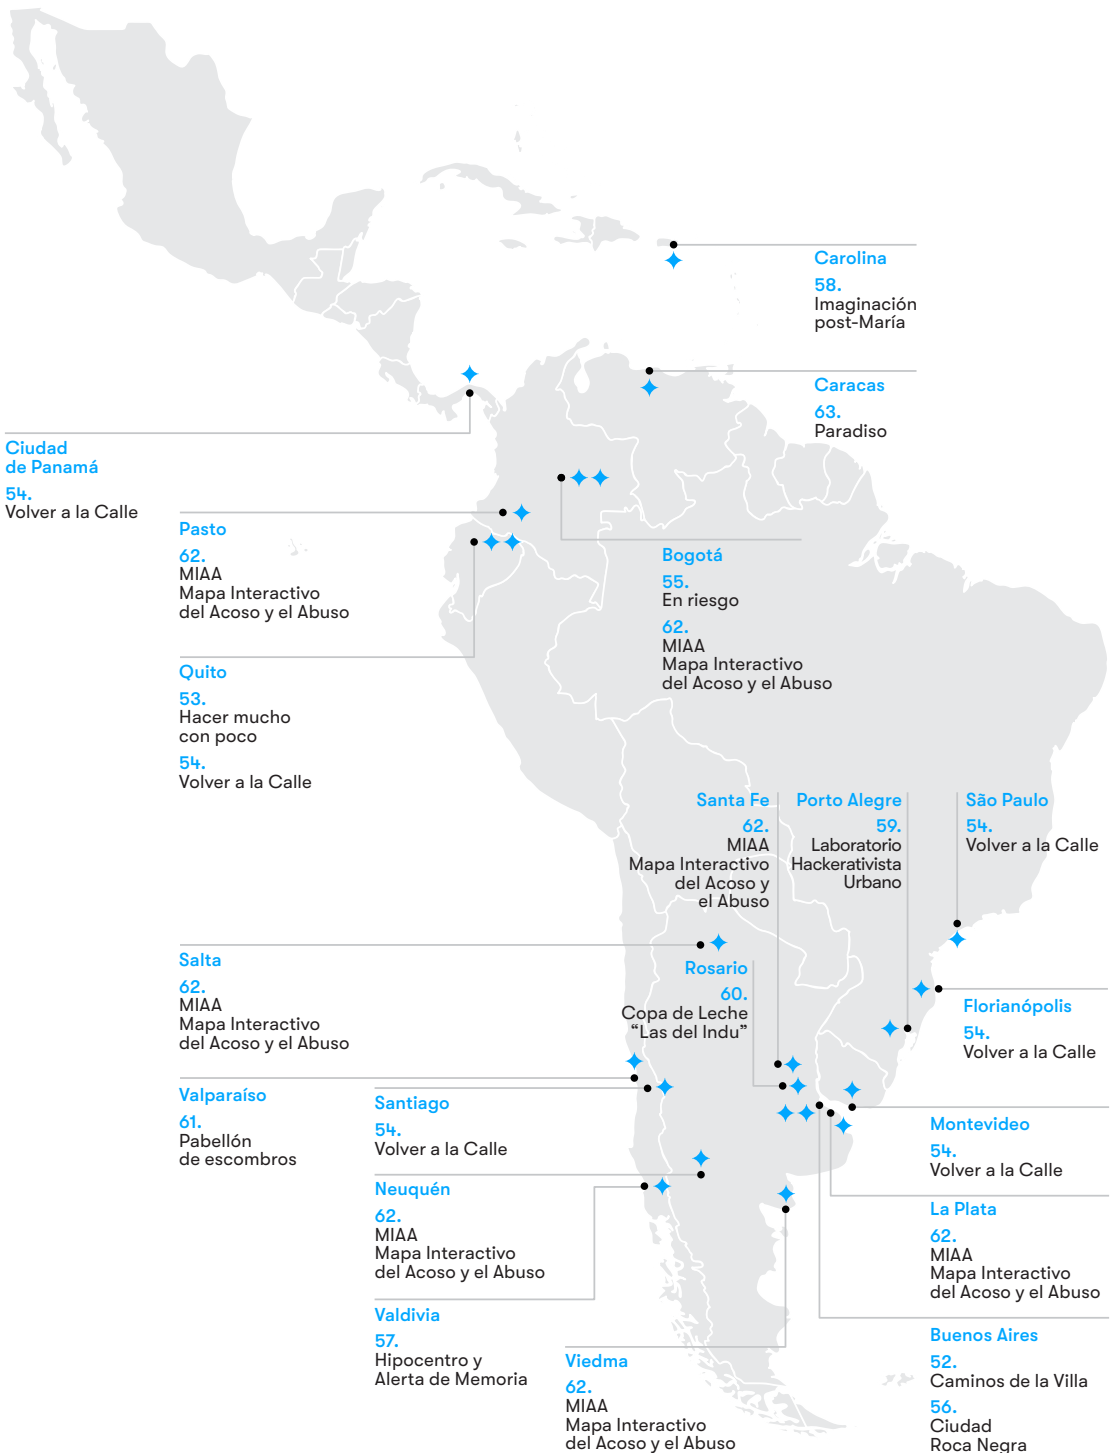 Carolina
58.
Imaginación
post-María
Caracas
63.
Paradiso
Ciudad
de Panamá
54.
Volver a la Calle
Pasto
62.
MIAA
Mapa Interactivo
del Acoso y el Abuso
Bogotá
55.
En riesgo
62.
MIAA
Mapa Interactivo
del Acoso y el Abuso
Quito
53.
Hacer mucho
con poco
54.
Volver a la Calle
Santa Fe
62.
MIAA
Mapa Interactivo
del Acoso y
el Abuso
Porto Alegre
59.
Laboratorio
Hackerativista
Urbano
São Paulo
54.
Volver a la Calle
Salta
62.
MIAA
Mapa Interactivo
del Acoso y el Abuso
Rosario
60.
Copa de Leche
“Las del Indu”
Florianópolis
54.
Volver a la Calle
Valparaíso
61.
Pabellón
de escombros
Santiago
54.
Volver a la Calle
Montevideo
54.
Volver a la Calle
Neuquén
62.
MIAA
Mapa Interactivo
del Acoso y el Abuso
La Plata
62.
MIAA
Mapa Interactivo
del Acoso y el Abuso
Valdivia
57.
Hipocentro y
Alerta de Memoria
Viedma
62.
MIAA
Mapa Interactivo
del Acoso y el Abuso
Buenos Aires
52.
Caminos de la Villa
56.
Ciudad
Roca Negra